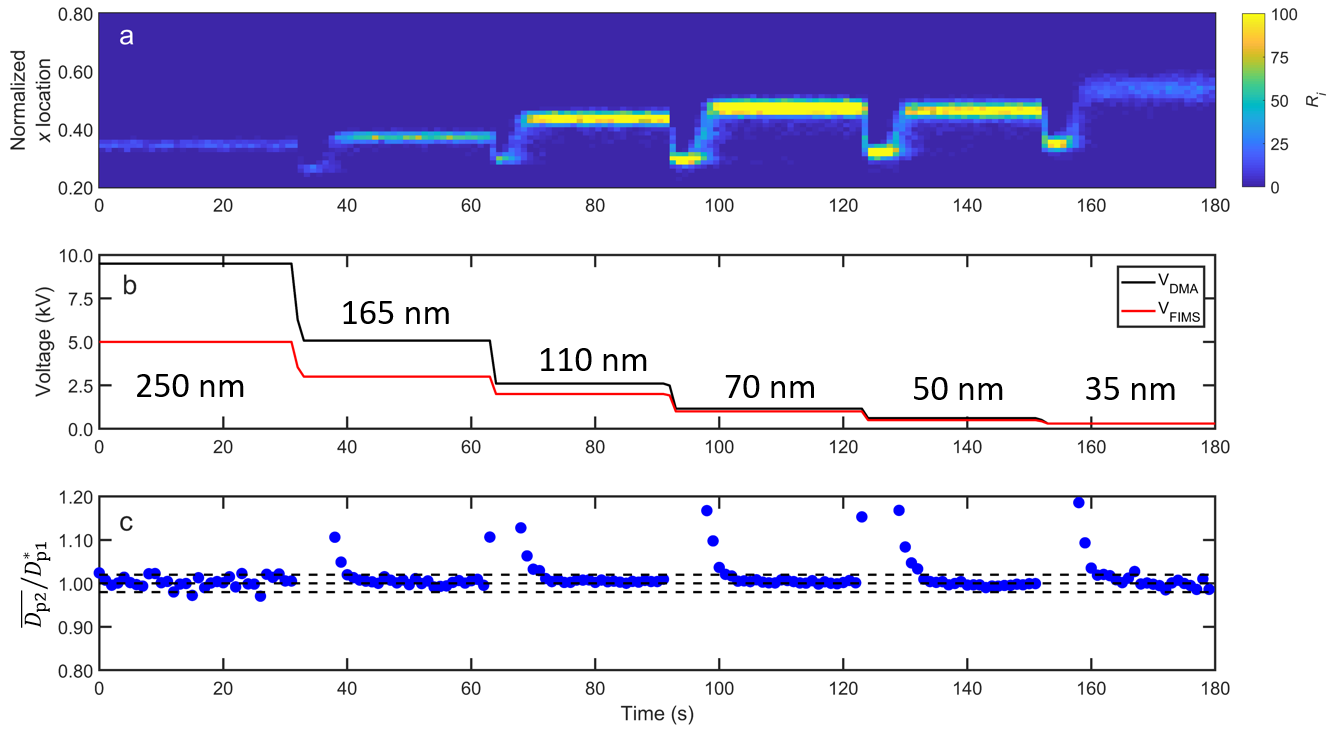 a
Normalized
x location
0.80
0.60
0.40
0.20
0 20 40 60 80 100 120 140 160 180
100
75
50
25
0
R_i
b
Voltage (kV)
10.0
7.5
5.0
2.5
0.0
250 nm
165 nm
110 nm
70 nm
50 nm
35 nm
V_DMA
V_FIMS
0 20 40 60 80 100 120 140 160 180
c
\overline{D_{p2}}/D^*_{p1}
1.20
1.10
1.00
0.90
0.80
0 20 40 60 80 100 120 140 160 180
Time (s)